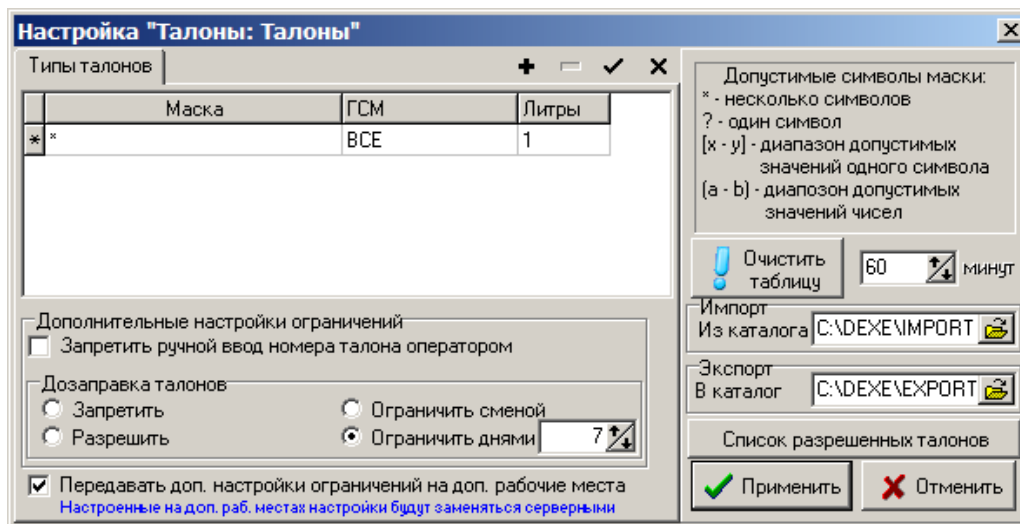 Настройка "Талоны: Талоны"
Типы талонов
Маска ГСМ Литры
* ВСЕ 1
Дополнительные настройки ограничений
Запретить ручной ввод номера талона оператором
Дозаправка талонов
Запретить Ограничить сменой
Разрешить Ограничить днями 7
Передавать доп. настройки ограничений на доп. рабочие места
Настроенные на доп. раб. местах настройки будут заменяться серверными
Допустимые символы маски:
* - несколько символов
? - один символ
[x - y] - диапазон допустимых
значений одного символа
(a - b) - диапозон допустимых
значений чисел
Очистить
таблицу
60 минут
Импорт
Из каталога C:\DEXE\IMPORT
Экспорт
В каталог C:\DEXE\EXPORT
Список разрешенных талонов
Применить Отменить